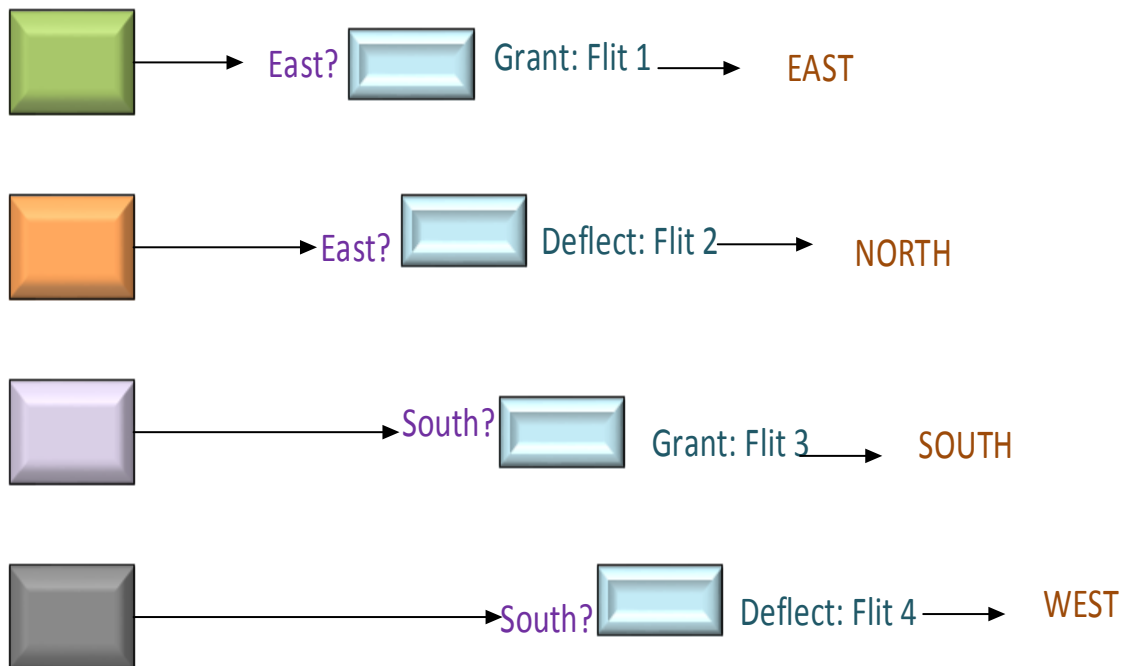 East? Grant: Flit 1 EAST
East? Deflect: Flit 2 NORTH
South? Grant: Flit 3 SOUTH
South? Deflect: Flit 4 WEST